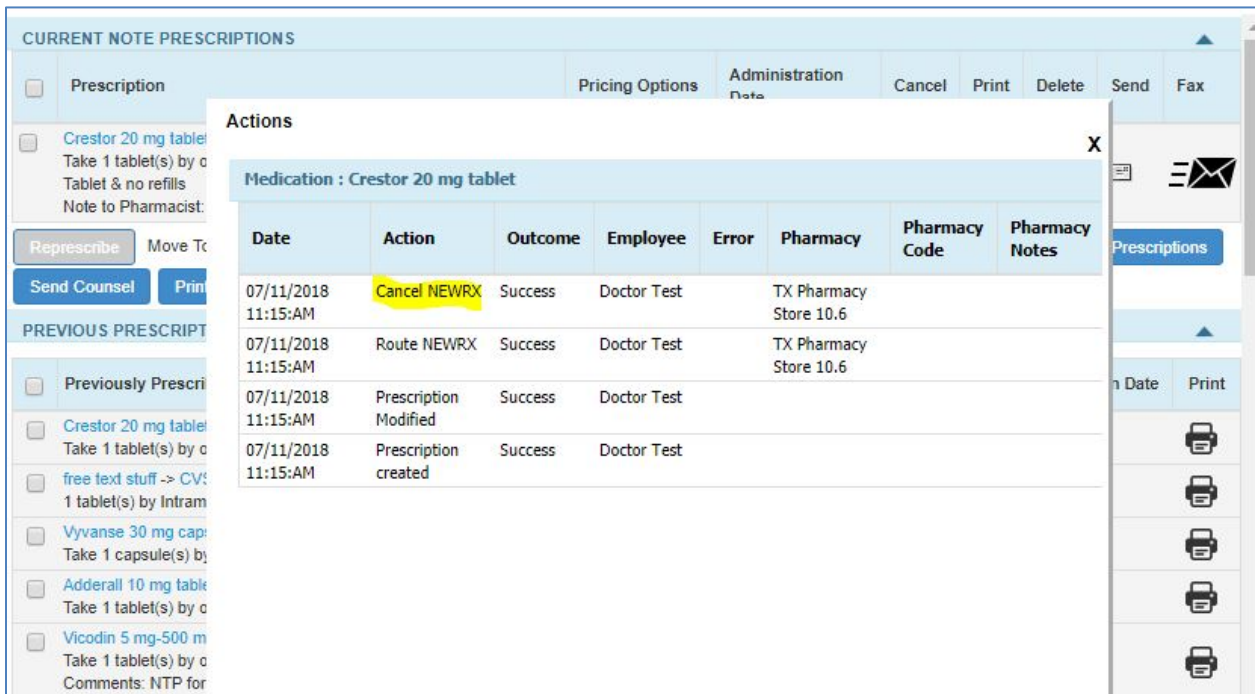 CURRENT NOTE PRESCRIPTIONS
Prescription Pricing Options Administration Cancel Print Delete Send Fax
Date
Actions
X
Crestor 20 mg tablet
Take 1 tablet(s) by
Tablet & no refills
Note to Pharmacist:
Medication : Crestor 20 mg tablet
Represcribe Move Prescriptions
Send Counsel Print
Date Action Outcome Employee Error Pharmacy Pharmacy Code Pharmacy Notes
07/11/2018 Cancel NEWRX Success Doctor Test TX Pharmacy
11:15:AM Store 10.6
07/11/2018 Route NEWRX Success Doctor Test TX Pharmacy
11:15:AM Store 10.6
07/11/2018 Prescription Success Doctor Test
11:15:AM Modified
07/11/2018 Prescription Success Doctor Test
11:15:AM created
PREVIOUS PRESCRIPT
Previously Prescri Date Print
Crestor 20 mg tablet
Take 1 tablet(s) by
free text stuff -> CVS
1 tablet(s) by Intram
Vyvanse 30 mg caps
Take 1 capsule(s) by
Adderall 10 mg table
Take 1 tablet(s) by
Vicodin 5 mg-500 m
Take 1 tablet(s) by
Comments: NTP for